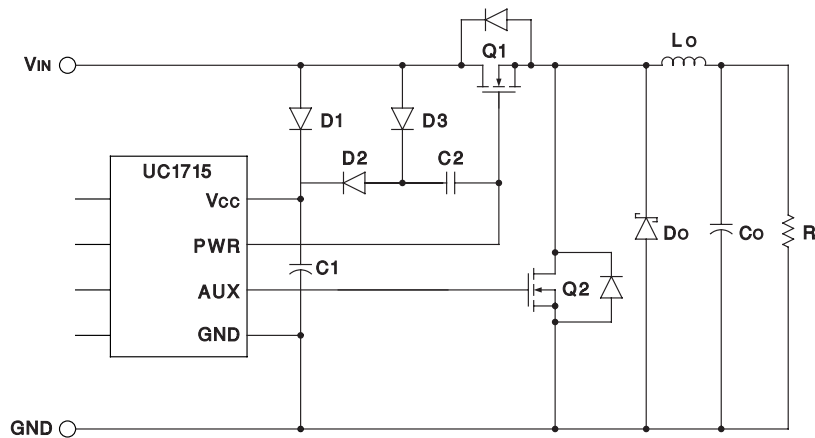 Q1
Lo
VIN
D1
D3
D2
C2
UC1715
Vcc
PWR
C1
AUX
GND
Q2
Do
Co
R
GND